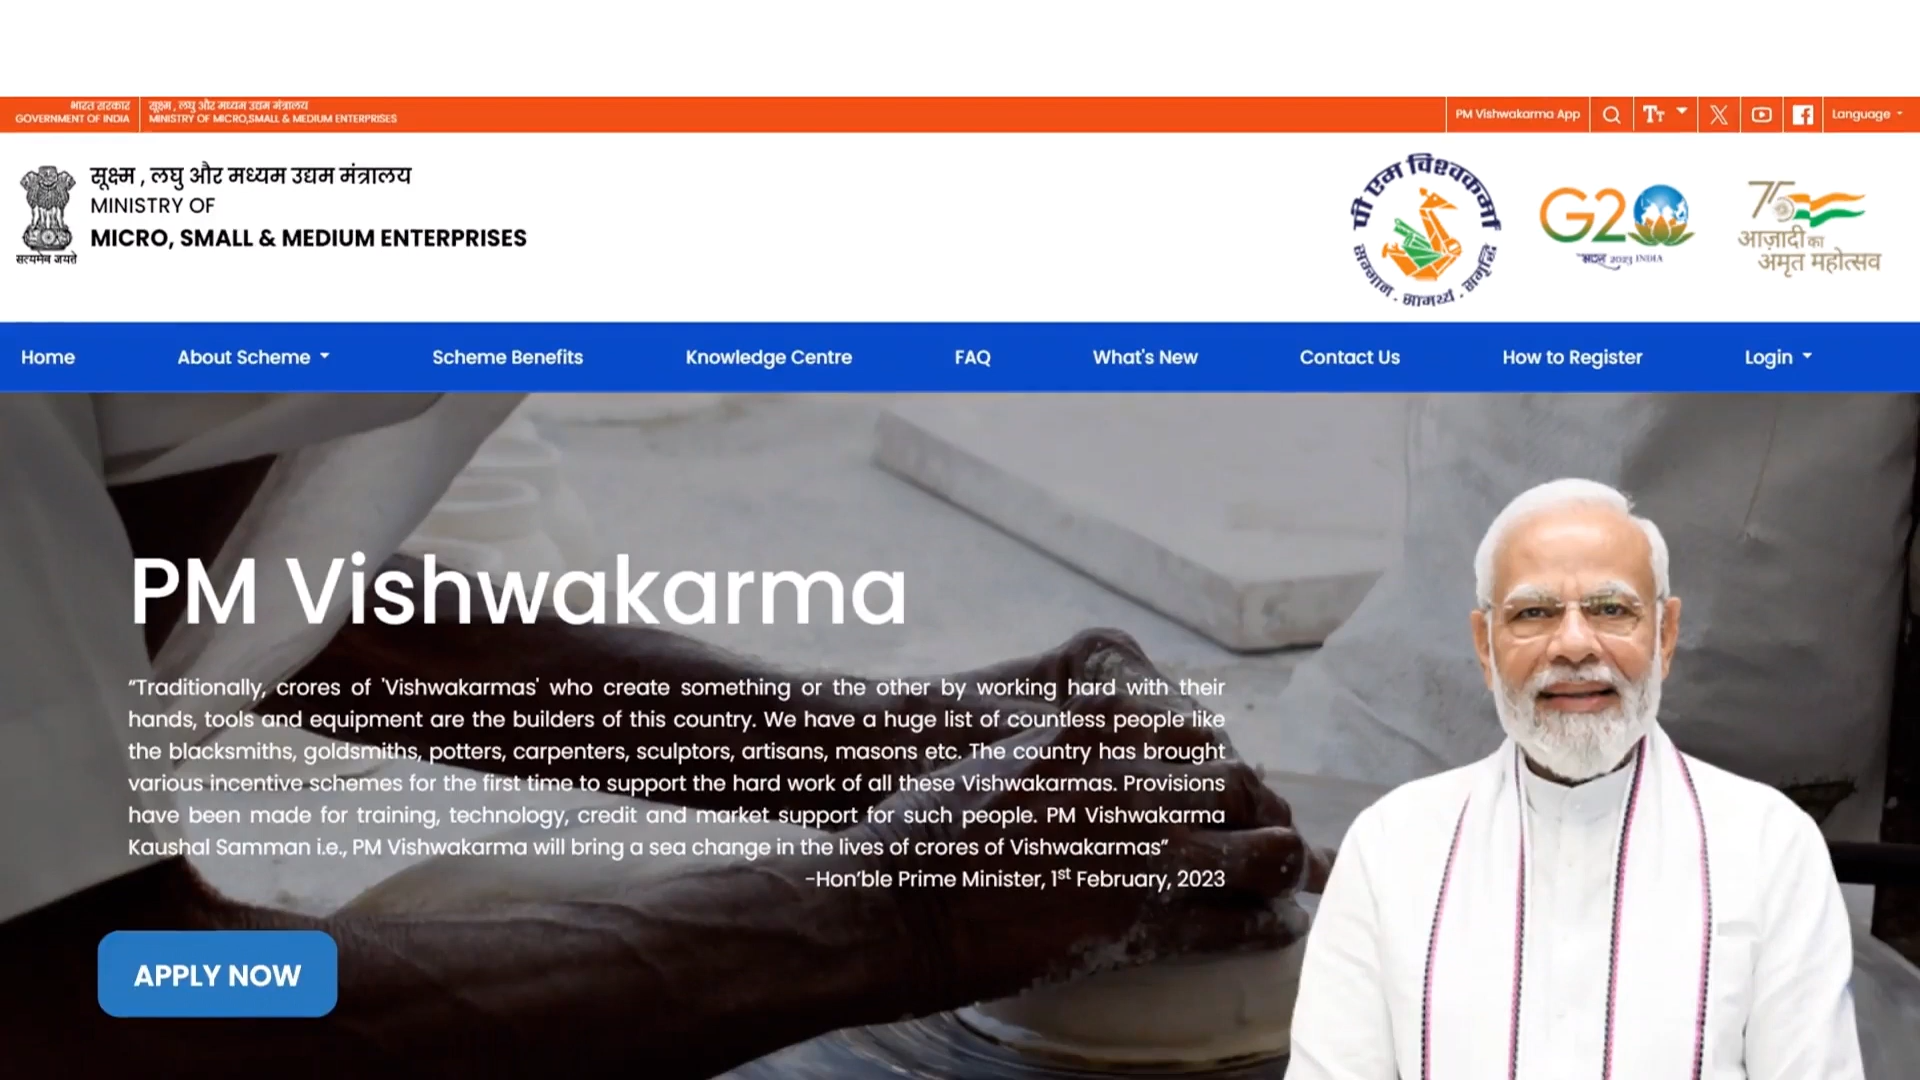 भारत सरकार
GOVERNMENT OF INDIA
सूक्ष्म , लघु और मध्यम उद्यम मंत्रालय
MINISTRY OF MICRO,SMALL & MEDIUM ENTERPRISES
PM Vishwakarma App
Language
सूक्ष्म , लघु और मध्यम उद्यम मंत्रालय
MINISTRY OF
MICRO, SMALL & MEDIUM ENTERPRISES
सत्यमेव जयते
पी एम विश्वकर्मा
सम्मान . सामर्थ्य . समृद्धि
G20
भारत 2023 INDIA
75
आज़ादी का
अमृत महोत्सव
Home
About Scheme
Scheme Benefits
Knowledge Centre
FAQ
What's New
Contact Us
How to Register
Login
PM Vishwakarma
“Traditionally, crores of 'Vishwakarmas' who create something or the other by working hard with their
hands, tools and equipment are the builders of this country. We have a huge list of countless people like
the blacksmiths, goldsmiths, potters, carpenters, sculptors, artisans, masons etc. The country has brought
various incentive schemes for the first time to support the hard work of all these Vishwakarmas. Provisions
have been made for training, technology, credit and market support for such people. PM Vishwakarma
Kaushal Samman i.e., PM Vishwakarma will bring a sea change in the lives of crores of Vishwakarmas”
-Hon’ble Prime Minister, 1st February, 2023
APPLY NOW